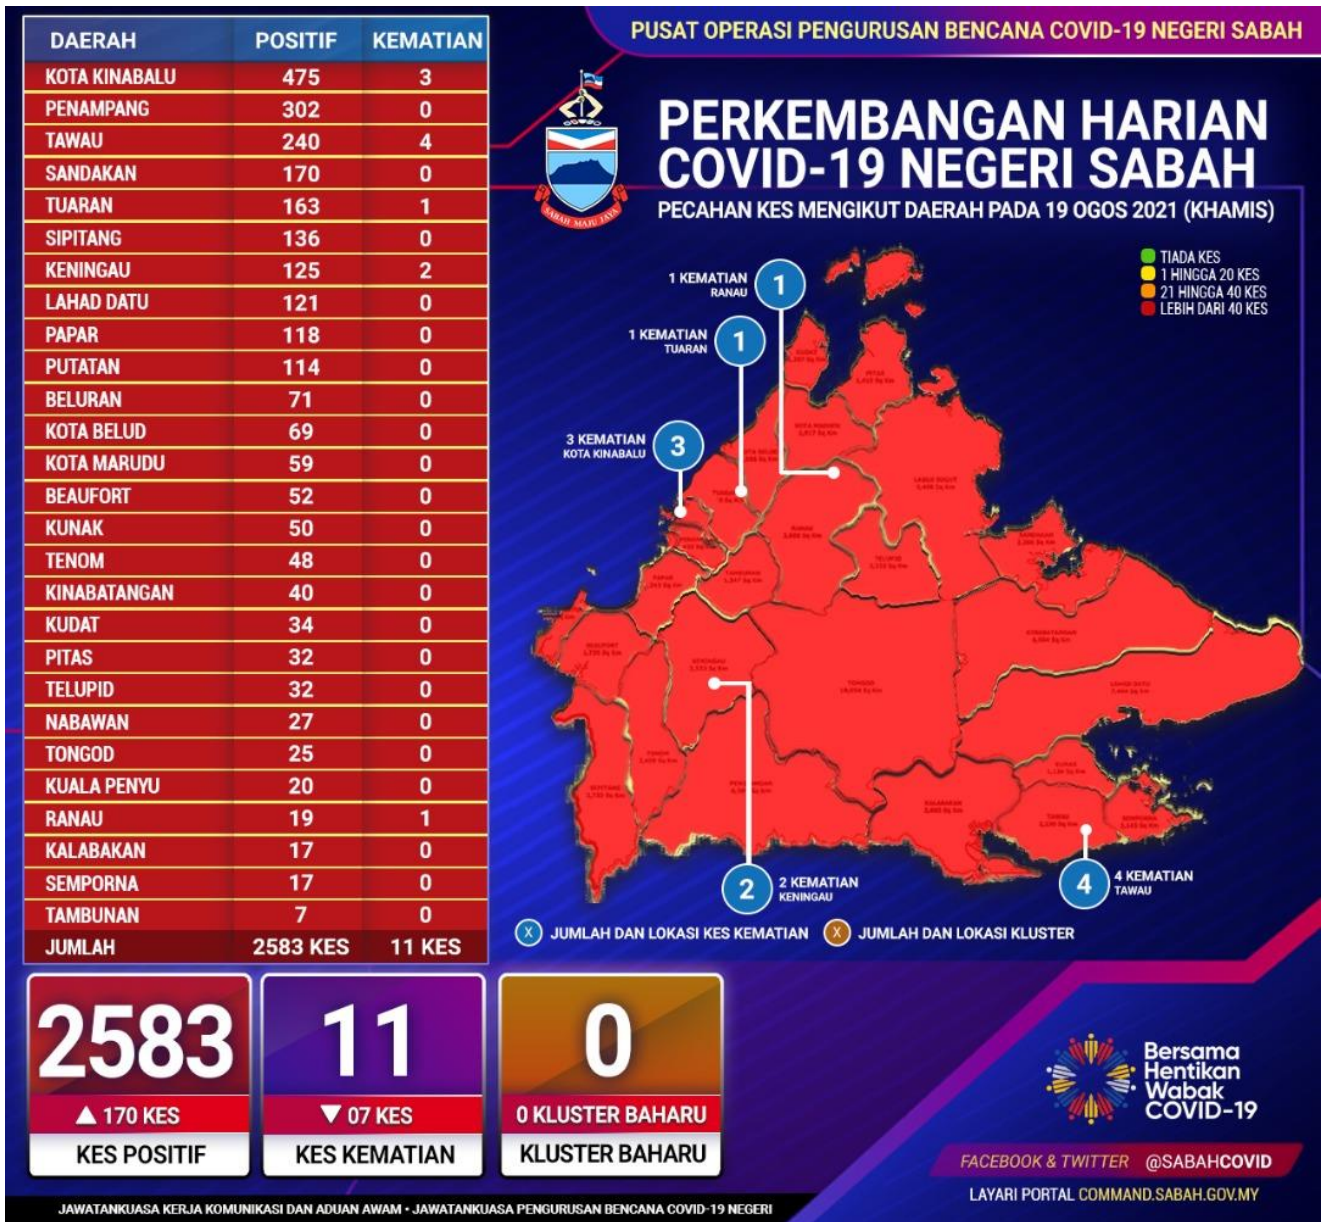 PUSAT OPERASI PENGURUSAN BENCANA COVID-19 NEGERI SABAH
PERKEMBANGAN HARIAN
COVID-19 NEGERI SABAH
PECAHAN KES MENGIKUT DAERAH PADA 19 OGOS 2021 (KHAMIS)
SABAH MAJU JAYA
DAERAH POSITIF KEMATIAN
KOTA KINABALU 475 3
PENAMPANG 302 0
TAWAU 240 4
SANDAKAN 170 0
TUARAN 163 1
SIPITANG 136 0
KENINGAU 125 2
LAHAD DATU 121 0
PAPAR 118 0
PUTATAN 114 0
BELURAN 71 0
KOTA BELUD 69 0
KOTA MARUDU 59 0
BEAUFORT 52 0
KUNAK 50 0
TENOM 48 0
KINABATANGAN 40 0
KUDAT 34 0
PITAS 32 0
TELUPID 32 0
NABAWAN 27 0
TONGOD 25 0
KUALA PENYU 20 0
RANAU 19 1
KALABAKAN 17 0
SEMPORNA 17 0
TAMBUNAN 7 0
JUMLAH 2583 KES 11 KES
TIADA KES
1 HINGGA 20 KES
21 HINGGA 40 KES
LEBIH DARI 40 KES
1 KEMATIAN
RANAU
1
1 KEMATIAN
TUARAN
1
3 KEMATIAN
KOTA KINABALU
3
2
2 KEMATIAN
KENINGAU
4
4 KEMATIAN
TAWAU
X JUMLAH DAN LOKASI KES KEMATIAN
X JUMLAH DAN LOKASI KLUSTER
2583
▲ 170 KES
KES POSITIF
11
▼ 07 KES
KES KEMATIAN
0
0 KLUSTER BAHARU
KLUSTER BAHARU
Bersama
Hentikan
Wabak
COVID-19
FACEBOOK & TWITTER @SABAHCOVID
LAYARI PORTAL COMMAND.SABAH.GOV.MY
JAWATANKUASA KERJA KOMUNIKASI DAN ADUAN AWAM • JAWATANKUASA PENGURUSAN BENCANA COVID-19 NEGERI